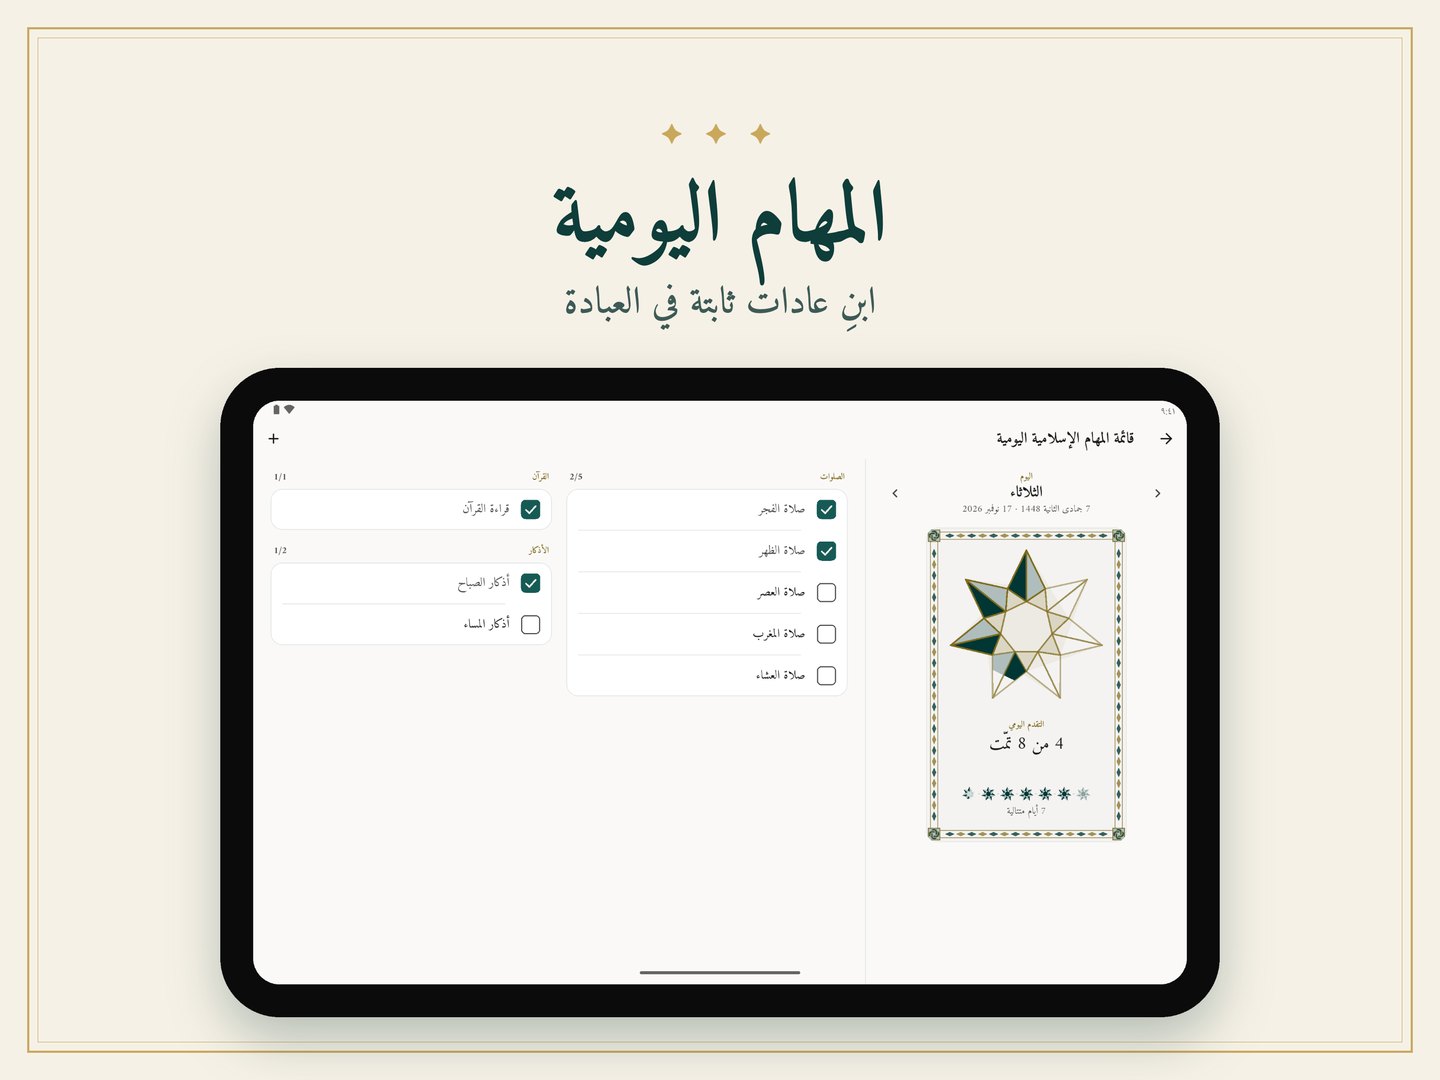 المهام اليومية
ابنِ عادات ثابتة في العبادة
٩:٤١
قائمة المهام الإسلامية اليومية
+
اليوم
الثلاثاء
7 جمادى الثانية 1448 · 17 نوفمبر 2026
التقدم اليومي
4 من 8 تمّت
7 أيام متتالية
الصلوات 2/5
صلاة الفجر
صلاة الظهر
صلاة العصر
صلاة المغرب
صلاة العشاء
القرآن 1/1
قراءة القرآن
الأذكار 1/2
أذكار الصباح
أذكار المساء